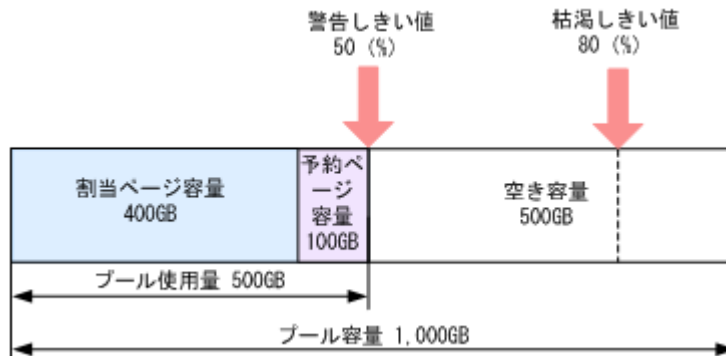 警告しきい値
50 (%)
枯渇しきい値
80 (%)
割当ページ容量
400GB
予約ペ
ージ
容量
100GB
空き容量
500GB
プール使用量 500GB
プール容量 1,000GB